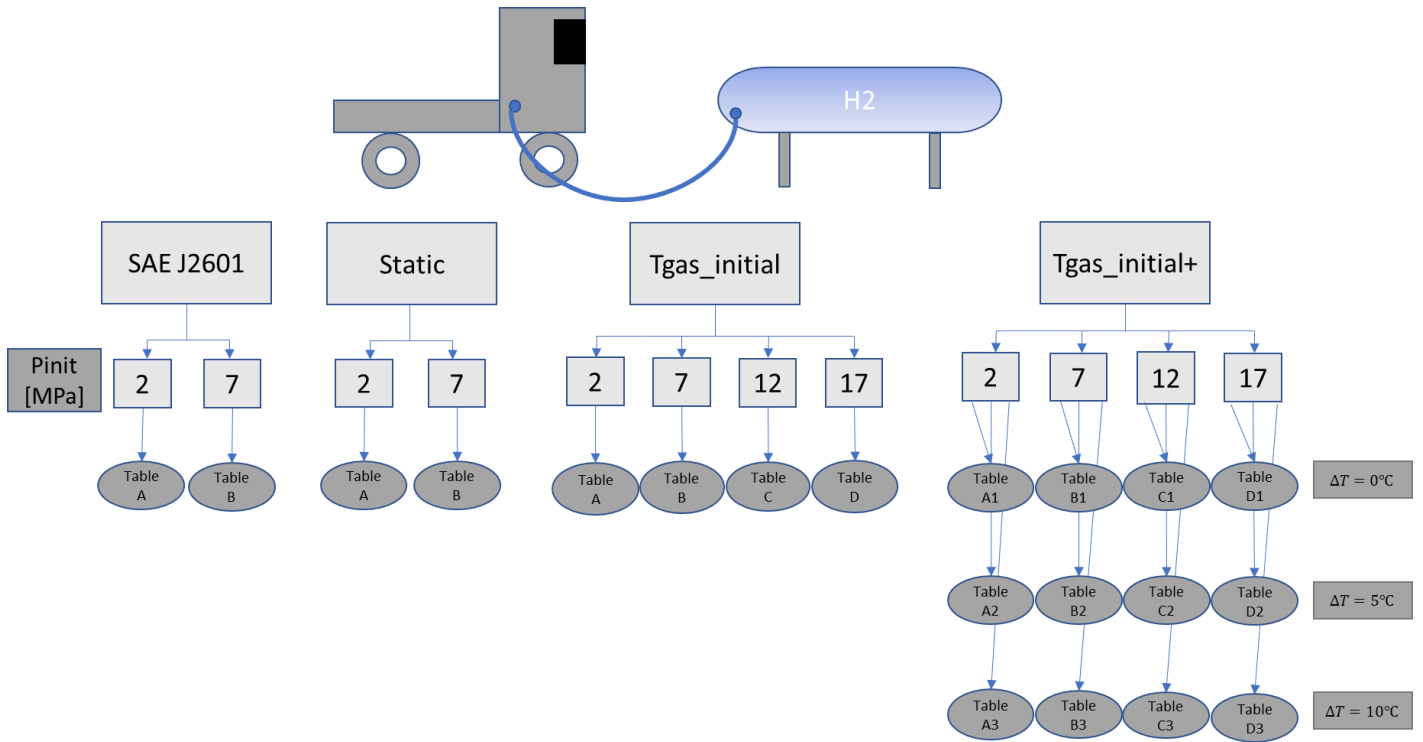 H2
SAE J2601
Static
Tgas_initial
Tgas_initial+
Pinit
[MPa]
2
7
2
7
2
7
12
17
2
7
12
17
Table
A
Table
B
Table
A
Table
B
Table
A
Table
B
Table
C
Table
D
Table
A1
Table
B1
Table
C1
Table
D1
ΔT = 0°C
Table
A2
Table
B2
Table
C2
Table
D2
ΔT = 5°C
Table
A3
Table
B3
Table
C3
Table
D3
ΔT = 10°C